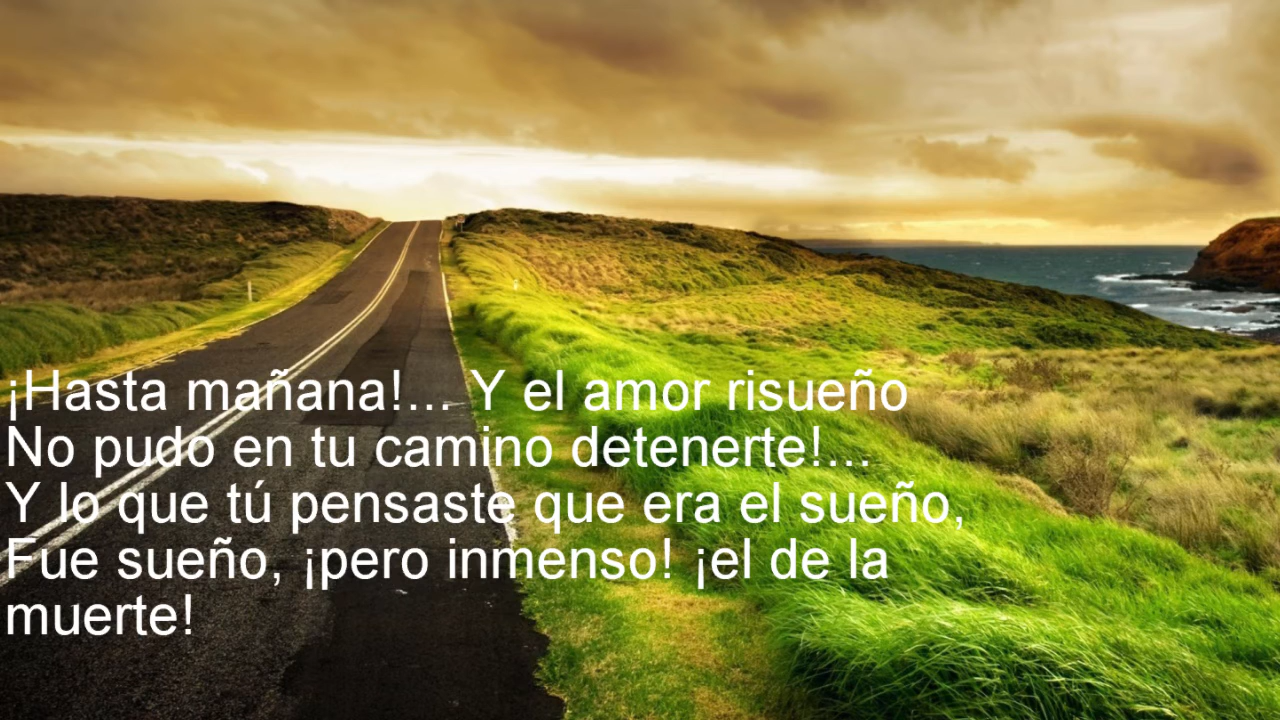 ¡Hasta mañana!... Y el amor risueño
No pudo en tu camino detenerte!...
Y lo que tú pensaste que era el sueño,
Fue sueño, ¡pero inmenso! ¡el de la
muerte!